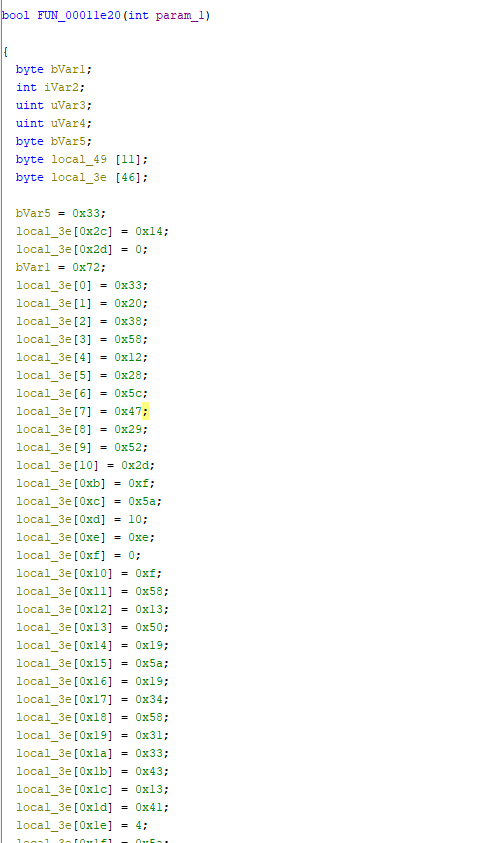 bool FUN_00011e20(int param_1)
{
byte bVar1;
int iVar2;
uint uVar3;
uint uVar4;
byte bVar5;
byte local_49 [11];
byte local_3e [46];
bVar5 = 0x33;
local_3e[0x2c] = 0x14;
local_3e[0x2d] = 0;
bVar1 = 0x72;
local_3e[0] = 0x33;
local_3e[1] = 0x20;
local_3e[2] = 0x38;
local_3e[3] = 0x58;
local_3e[4] = 0x12;
local_3e[5] = 0x28;
local_3e[6] = 0x5c;
local_3e[7] = 0x47;
local_3e[8] = 0x29;
local_3e[9] = 0x52;
local_3e[10] = 0x2d;
local_3e[0xb] = 0xf;
local_3e[0xc] = 0x5a;
local_3e[0xd] = 10;
local_3e[0xe] = 0xe;
local_3e[0xf] = 0;
local_3e[0x10] = 0xf;
local_3e[0x11] = 0x58;
local_3e[0x12] = 0x13;
local_3e[0x13] = 0x50;
local_3e[0x14] = 0x19;
local_3e[0x15] = 0x5a;
local_3e[0x16] = 0x19;
local_3e[0x17] = 0x34;
local_3e[0x18] = 0x58;
local_3e[0x19] = 0x31;
local_3e[0x1a] = 0x33;
local_3e[0x1b] = 0x43;
local_3e[0x1c] = 0x13;
local_3e[0x1d] = 0x41;
local_3e[0x1e] = 4;
local_3e[0x1f] = 0x5a;